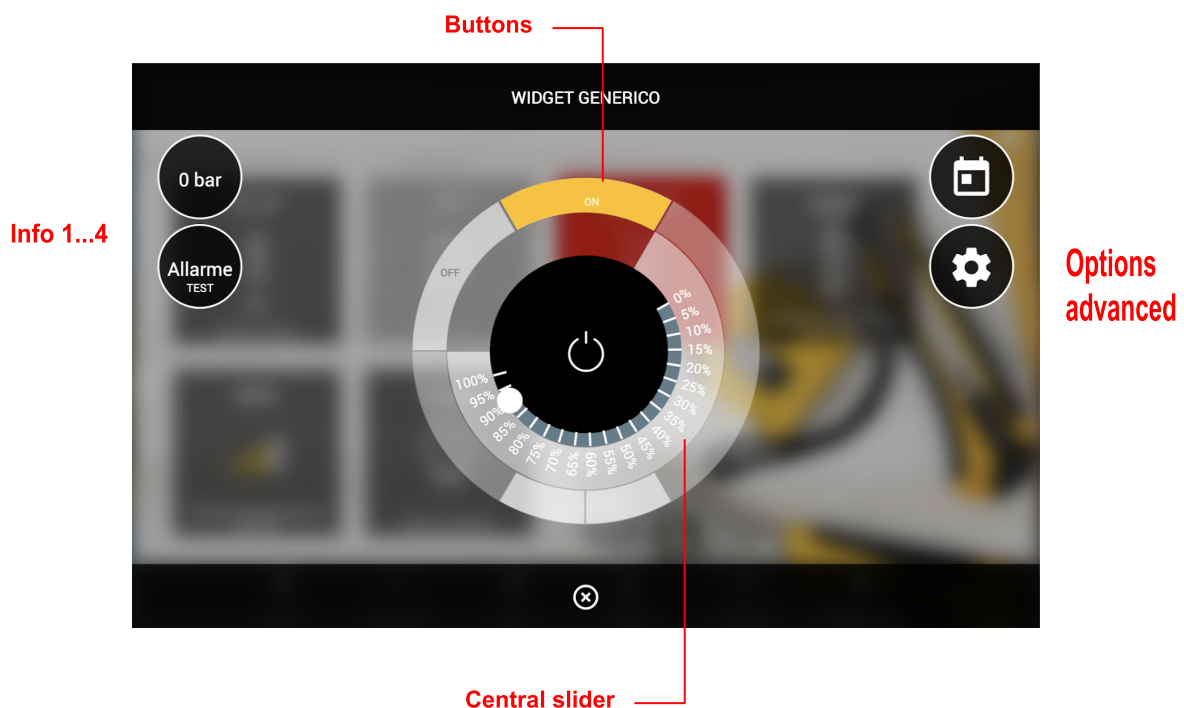 Buttons
WIDGET GENERICO
0 bar
ON
Info 1...4
Allarme
TEST
OFF
Options
advanced
0%
5%
10%
15%
20%
25%
30%
35%
40%
45%
50%
55%
60%
65%
70%
75%
80%
85%
90%
95%
100%
Central slider